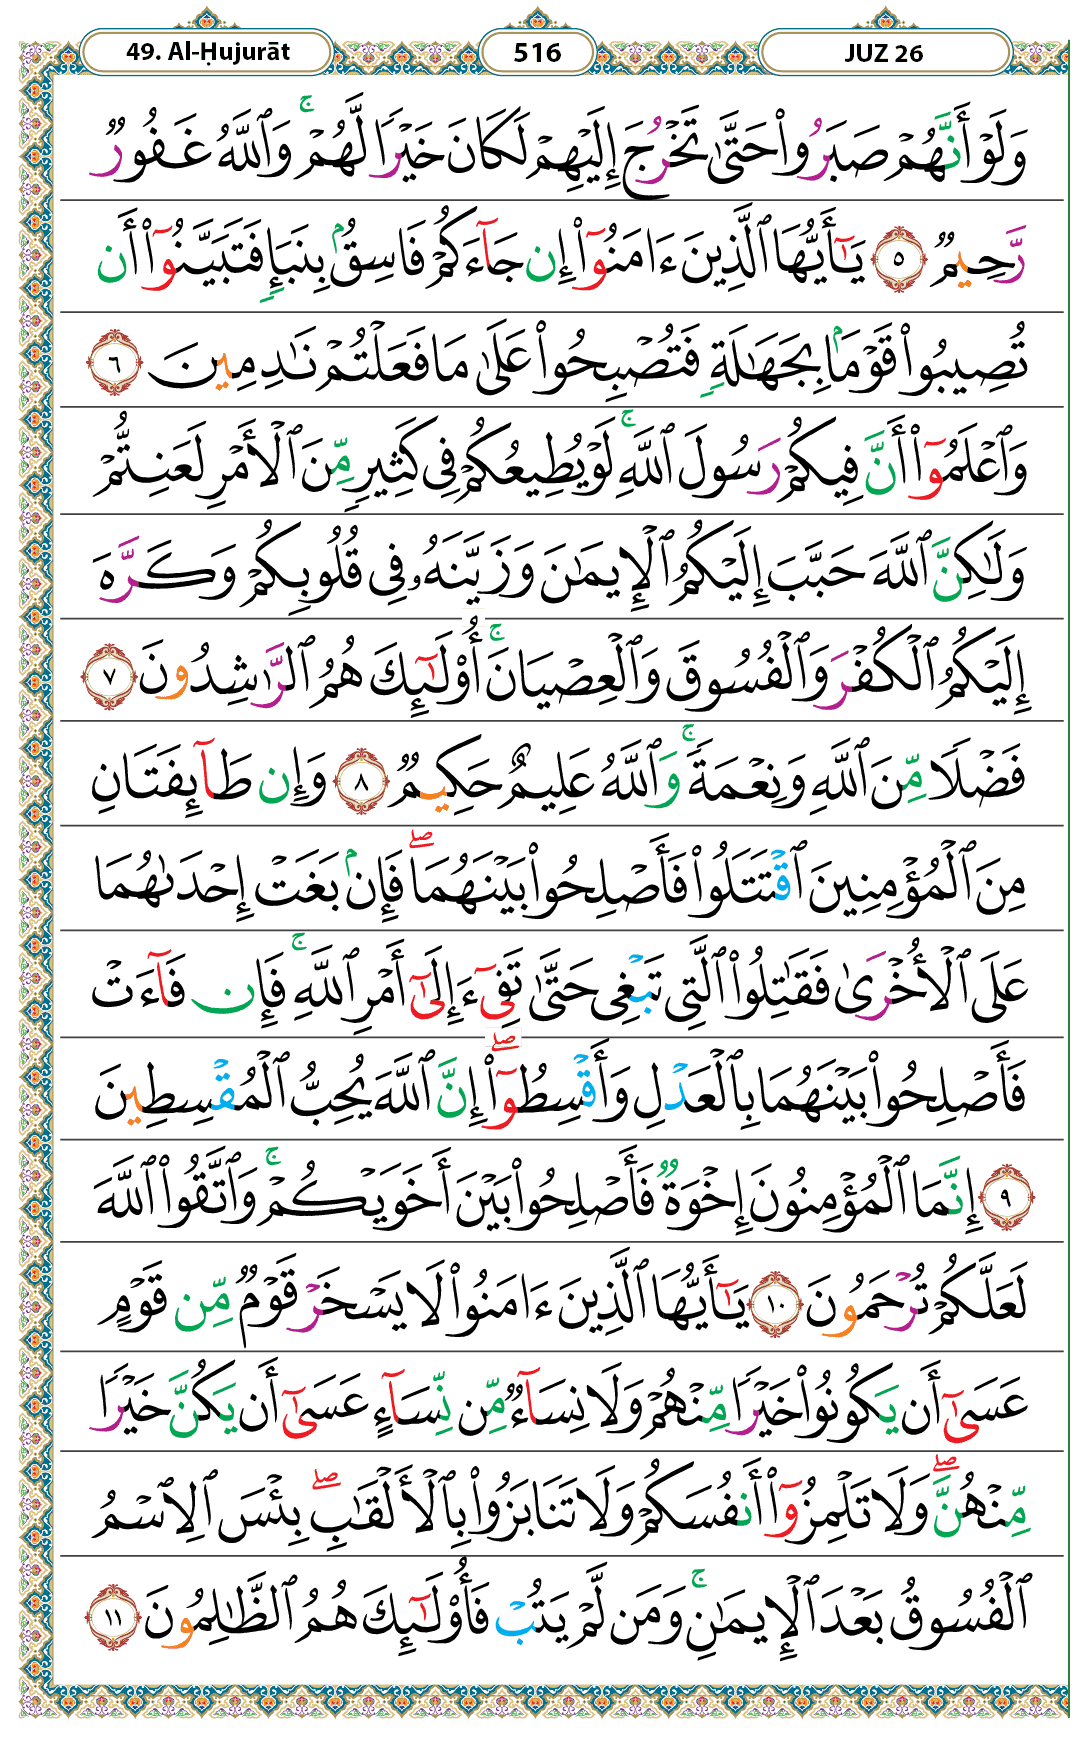 49. Al-Ḥujurāt 516 JUZ 26
وَلَوۡ أَنَّهُمۡ صَبَرُواْ حَتَّىٰ تَخۡرُجَ إِلَيۡهِمۡ لَكَانَ خَيۡرٗا لَّهُمۡۚ وَٱللَّهُ غَفُورٞ
رَّحِيمٞ ٥ يَـٰٓأَيُّهَا ٱلَّذِينَ ءَامَنُوٓاْ إِن جَآءَكُمۡ فَاسِقُۢ بِنَبَإٖ فَتَبَيَّنُوٓاْ أَن
تُصِيبُواْ قَوۡمَۢا بِجَهَٰلَةٖ فَتُصۡبِحُواْ عَلَىٰ مَا فَعَلۡتُمۡ نَٰدِمِينَ ٦
وَٱعۡلَمُوٓاْ أَنَّ فِيكُمۡ رَسُولَ ٱللَّهِۚ لَوۡ يُطِيعُكُمۡ فِي كَثِيرٖ مِّنَ ٱلۡأَمۡرِ لَعَنِتُّمۡ
وَلَٰكِنَّ ٱللَّهَ حَبَّبَ إِلَيۡكُمُ ٱلۡإِيمَٰنَ وَزَيَّنَهُۥ فِي قُلُوبِكُمۡ وَكَرَّهَ
إِلَيۡكُمُ ٱلۡكُفۡرَ وَٱلۡفُسُوقَ وَٱلۡعِصۡيَانَۚ أُوْلَـٰٓئِكَ هُمُ ٱلرَّٰشِدُونَ ٧
فَضۡلٗا مِّنَ ٱللَّهِ وَنِعۡمَةٗۚ وَٱللَّهُ عَلِيمٌ حَكِيمٞ ٨ وَإِن طَآئِفَتَانِ
مِنَ ٱلۡمُؤۡمِنِينَ ٱقۡتَتَلُواْ فَأَصۡلِحُواْ بَيۡنَهُمَاۖ فَإِنۢ بَغَتۡ إِحۡدَىٰهُمَا
عَلَى ٱلۡأُخۡرَىٰ فَقَٰتِلُواْ ٱلَّتِي تَبۡغِي حَتَّىٰ تَفِيٓءَ إِلَىٰٓ أَمۡرِ ٱللَّهِۚ فَإِن فَآءَتۡ
فَأَصۡلِحُواْ بَيۡنَهُمَا بِٱلۡعَدۡلِ وَأَقۡسِطُوٓاْۖ إِنَّ ٱللَّهَ يُحِبُّ ٱلۡمُقۡسِطِينَ
٩ إِنَّمَا ٱلۡمُؤۡمِنُونَ إِخۡوَةٞ فَأَصۡلِحُواْ بَيۡنَ أَخَوَيۡكُمۡۚ وَٱتَّقُواْ ٱللَّهَ
لَعَلَّكُمۡ تُرۡحَمُونَ ١٠ يَـٰٓأَيُّهَا ٱلَّذِينَ ءَامَنُواْ لَا يَسۡخَرۡ قَوۡمٞ مِّن قَوۡمٍ
عَسَىٰٓ أَن يَكُونُواْ خَيۡرٗا مِّنۡهُمۡ وَلَا نِسَآءٞ مِّن نِّسَآءٍ عَسَىٰٓ أَن يَكُنَّ خَيۡرٗا
مِّنۡهُنَّۖ وَلَا تَلۡمِزُوٓاْ أَنفُسَكُمۡ وَلَا تَنَابَزُواْ بِٱلۡأَلۡقَٰبِۖ بِئۡسَ ٱلِٱسۡمُ
ٱلۡفُسُوقُ بَعۡدَ ٱلۡإِيمَٰنِۚ وَمَن لَّمۡ يَتُبۡ فَأُوْلَـٰٓئِكَ هُمُ ٱلظَّٰلِمُونَ ١١